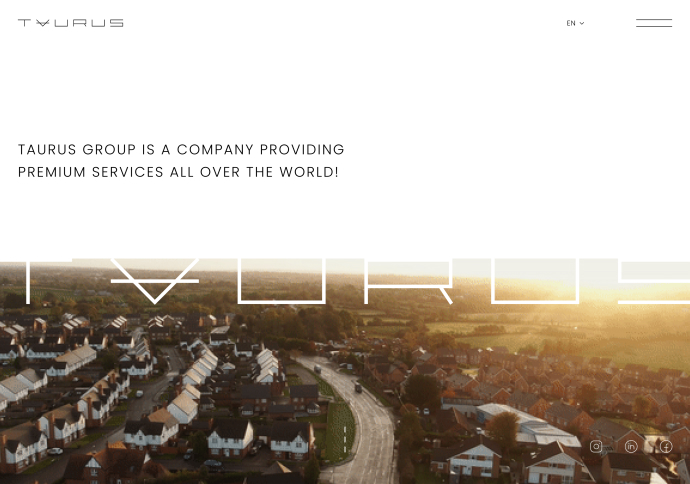 TAURUS
EN
TAURUS GROUP IS A COMPANY PROVIDING
PREMIUM SERVICES ALL OVER THE WORLD!
TAURUS